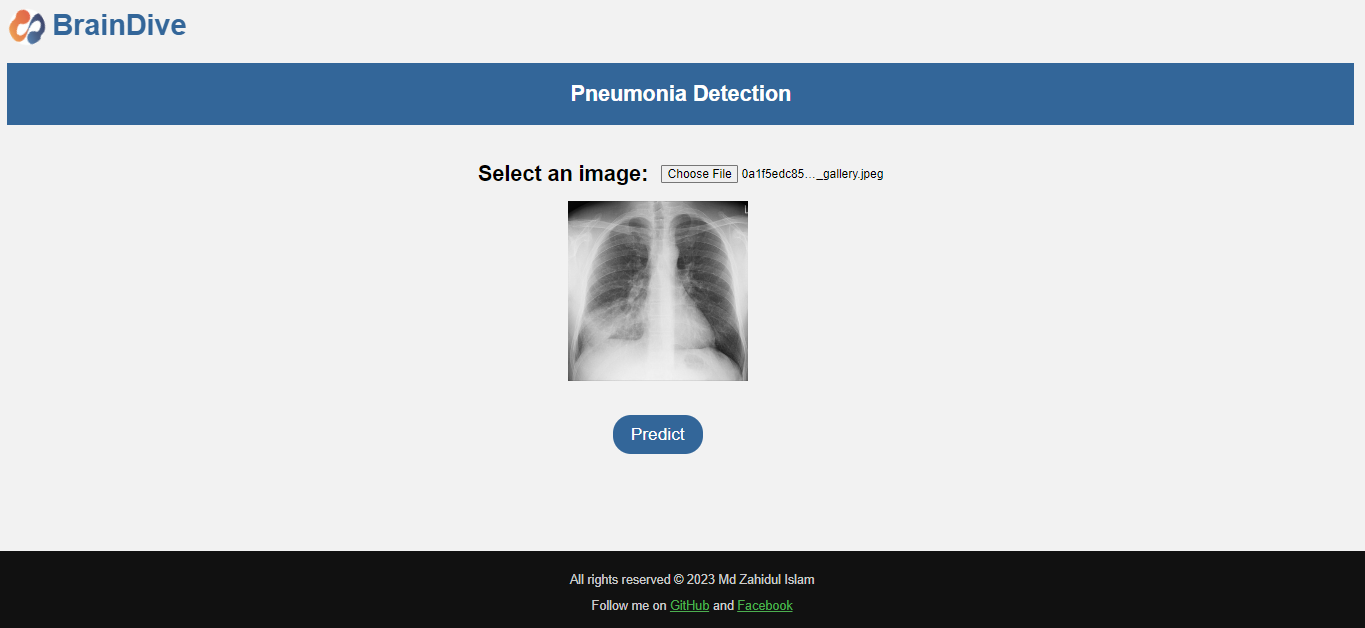 BrainDive
Pneumonia Detection
Select an image: Choose File 0a1f5edc85..._gallery.jpeg
L
Predict
All rights reserved © 2023 Md Zahidul Islam
Follow me on GitHub and Facebook